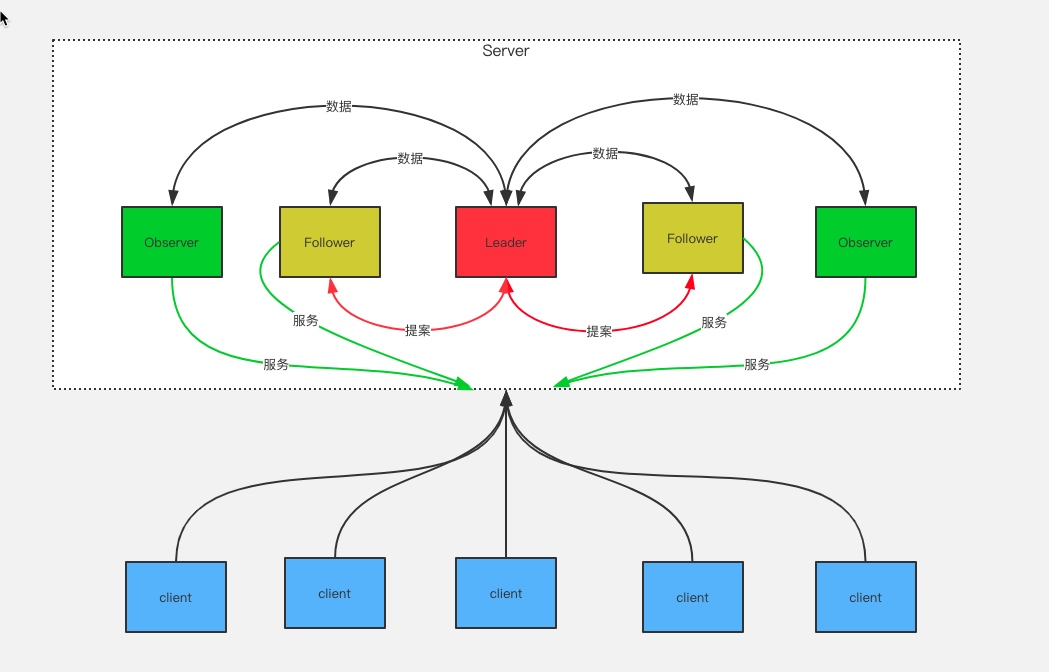 Server
数据
数据
数据
数据
Observer
Follower
Leader
Follower
Observer
服务
提案
提案
服务
服务
服务
client
client
client
client
client